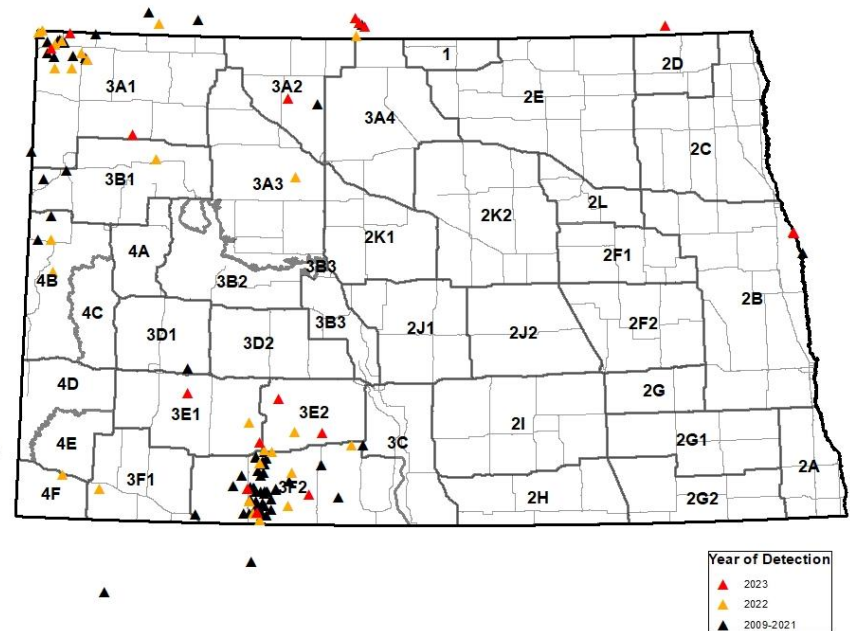 1
2D
3A2
3A1
2E
3A4
2C
3B1
3A3
2L
2K2
2K1
4A
2F1
3B3
4B
3B2
2B
4C
3B3
2F2
3D1
2J1
2J2
3D2
4D
2G
3E1
3E2
2I
4E
3C
2G1
2A
3F1
4F
3F2
2H
2G2
Year of Detection
2023
2022
2009-2021